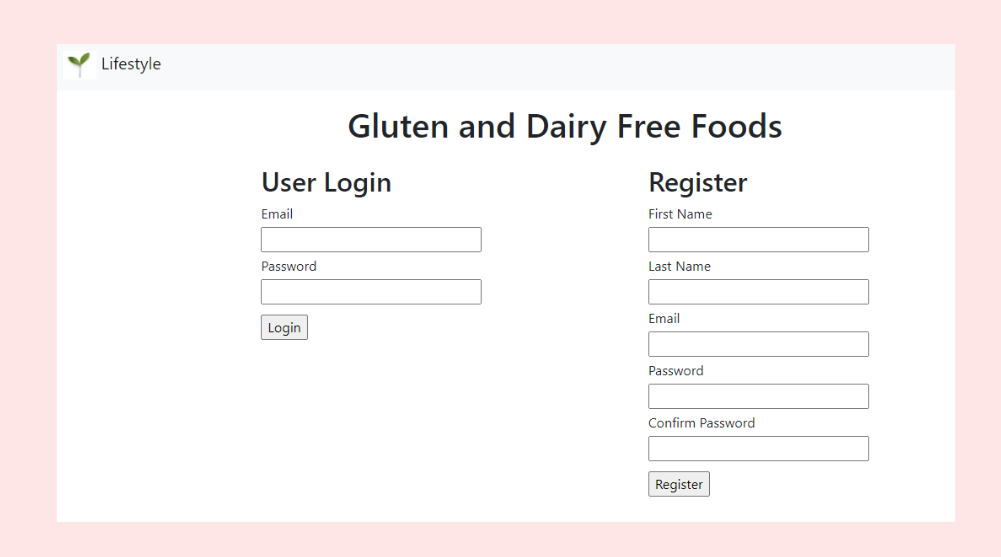 Lifestyle
Gluten and Dairy Free Foods
User Login
Email
Password
Login
Register
First Name
Last Name
Email
Password
Confirm Password
Register